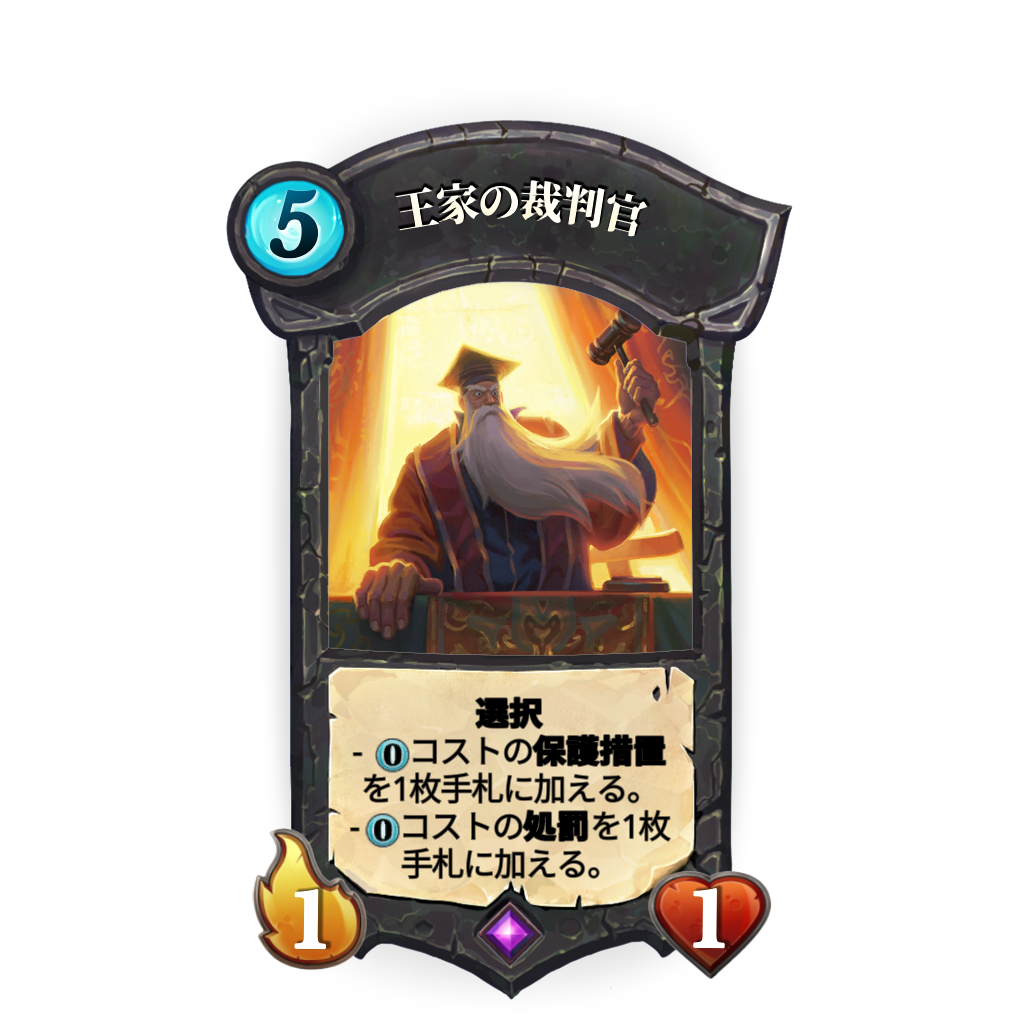 5
王家の裁判官
選択
- 0コストの保護措置
を1枚手札に加える。
- 0コストの処罰を1枚
手札に加える。
1
1